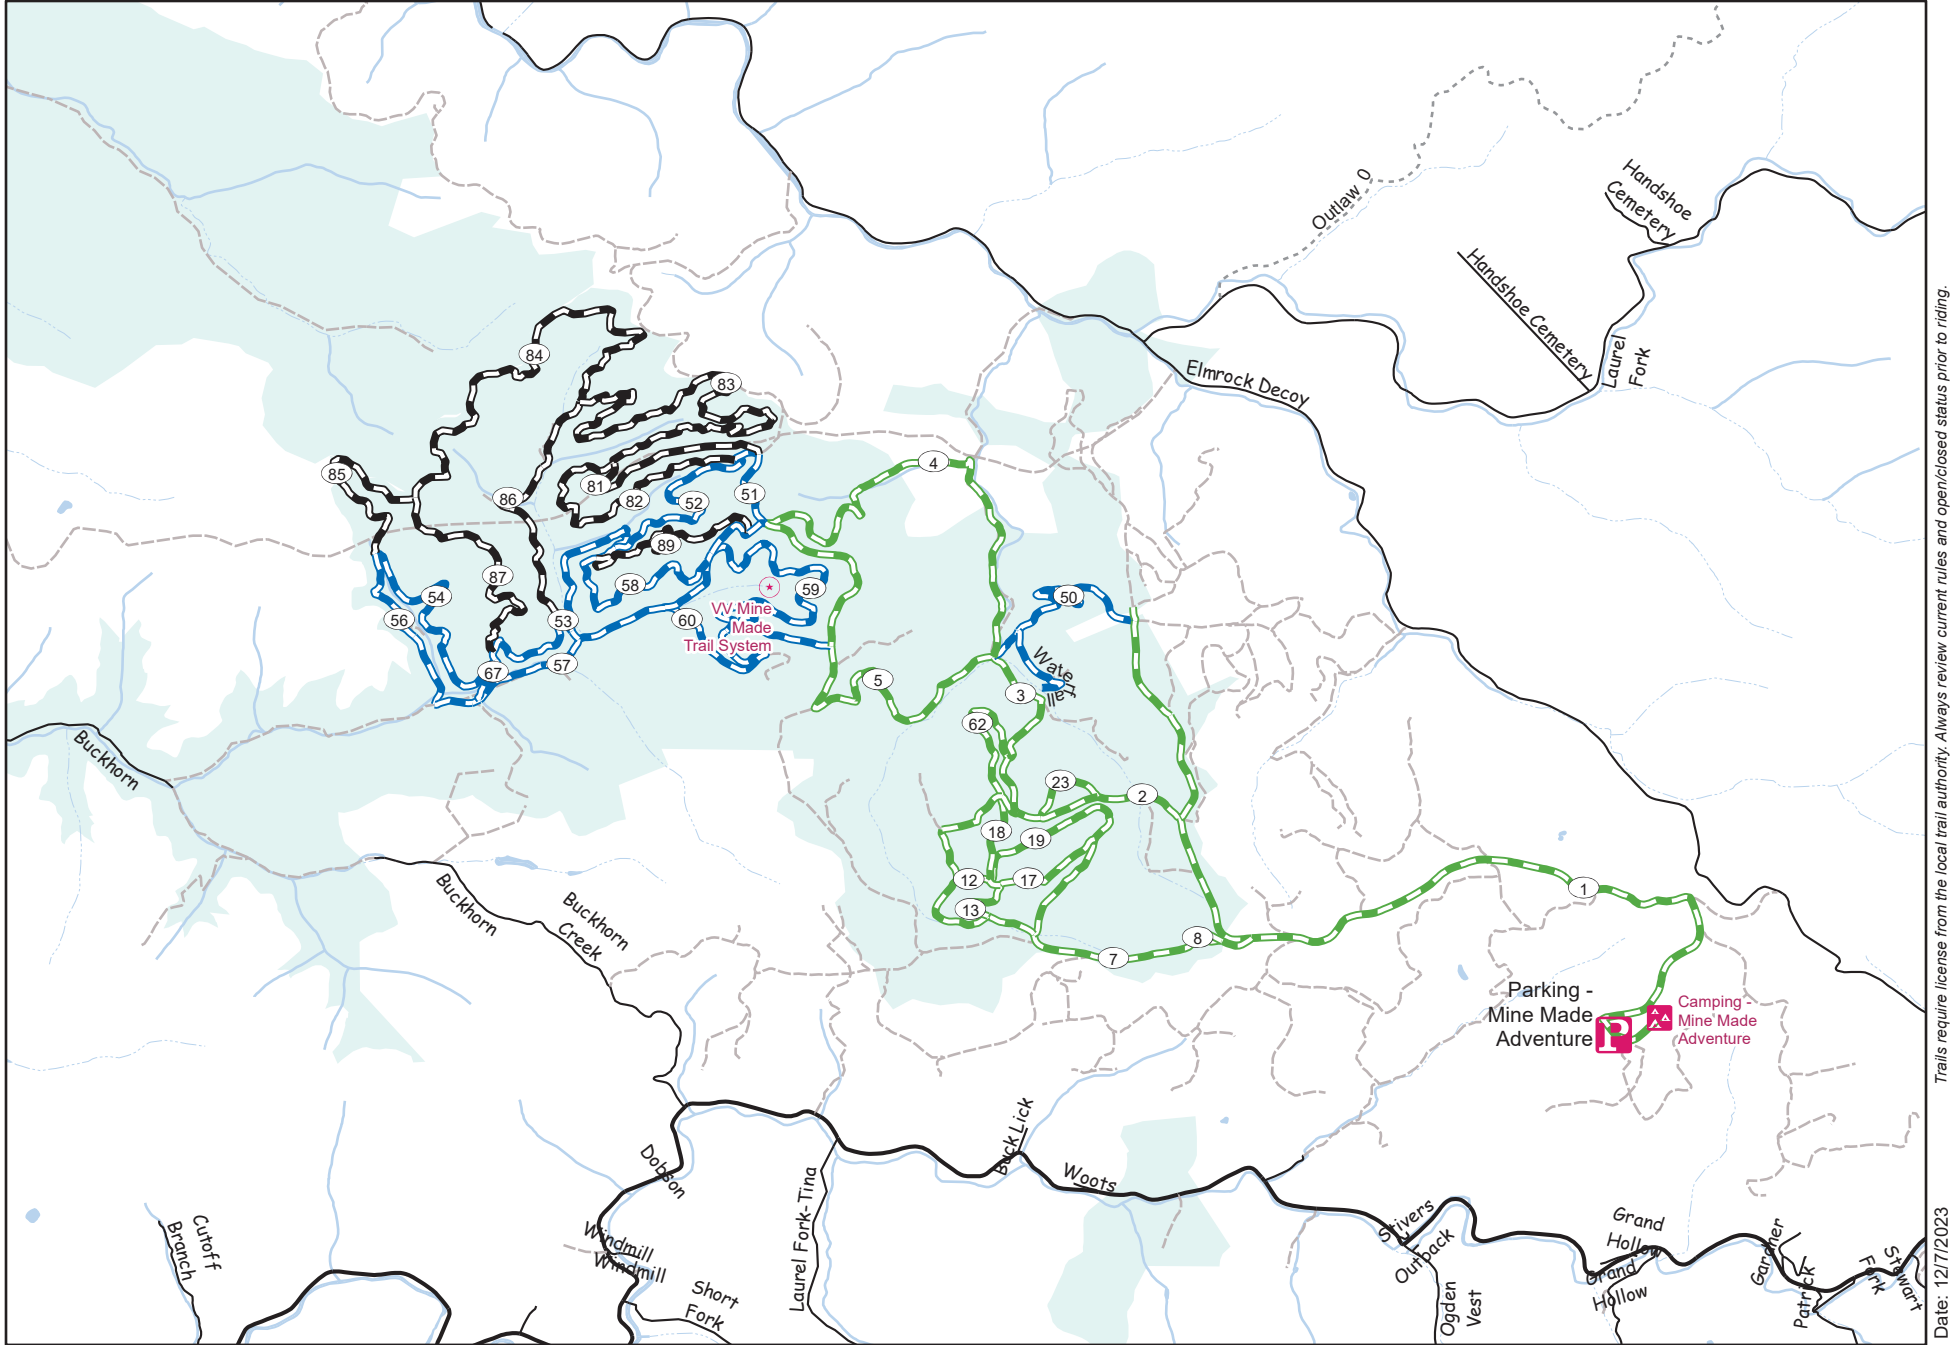 Outlaw 0
Handshoe
Cemetery
Handshoe Cemetery
Laurel
Fork
Elmrock Decoy
84
83
85
86
81
82
52
51
4
89
87
58
59
54
56
53
60
57
67
VV-Mine
Made
Trail System
50
Waterfall
5
3
62
23
2
18
19
12
17
13
7
8
1
Parking -
Mine Made
Adventure
P
Camping -
Mine Made
Adventure
Buckhorn
Buckhorn
Buckhorn
Creek
Dobson
Windmill
Windmill
Short
Fork
Cutoff
Branch
Laurel Fork-Tina
Buck Lick
Woots
Stivers
Outback
Ogden
Vest
Grand
Hollow
Grand
Hollow
Gardner
Patrick
Stewart
Fork
Trails require license from the local trail authority. Always review current rules and open/closed status prior to riding.
Date: 12/7/2023